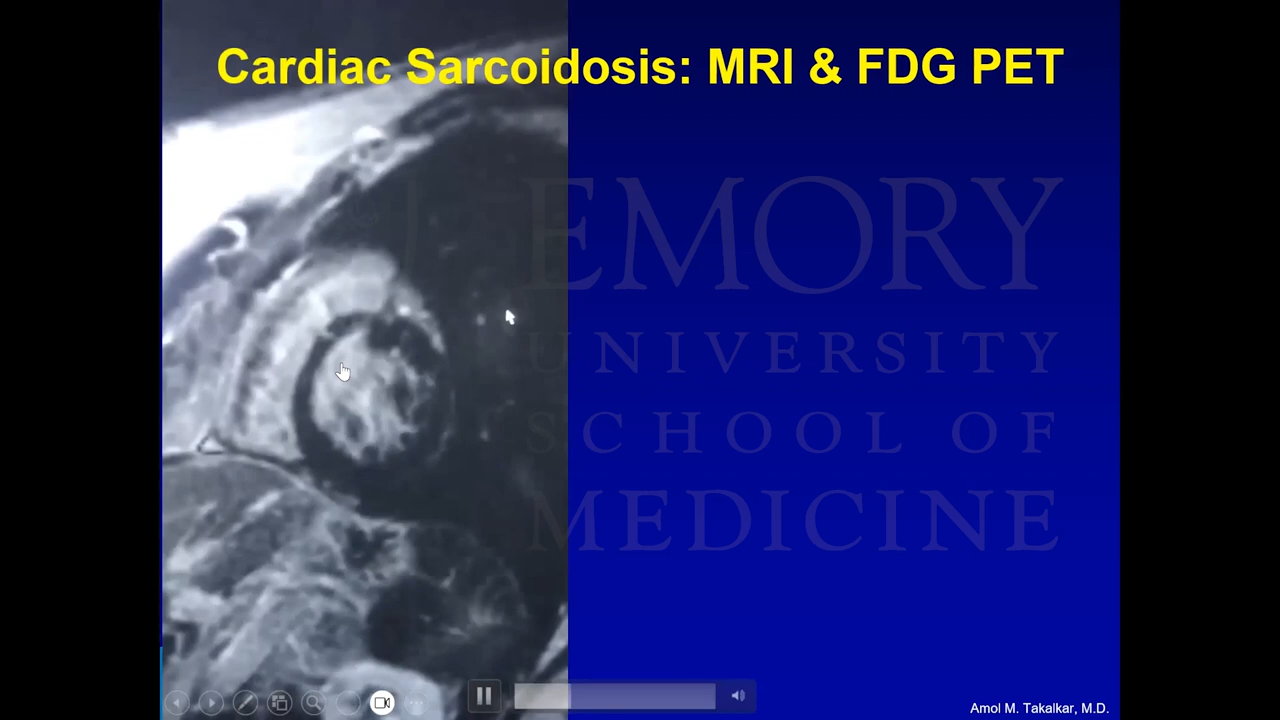 Cardiac Sarcoidosis: MRI & FDG PET
EMORY
UNIVERSITY
SCHOOL OF
MEDICINE
Amol M. Takalkar, M.D.